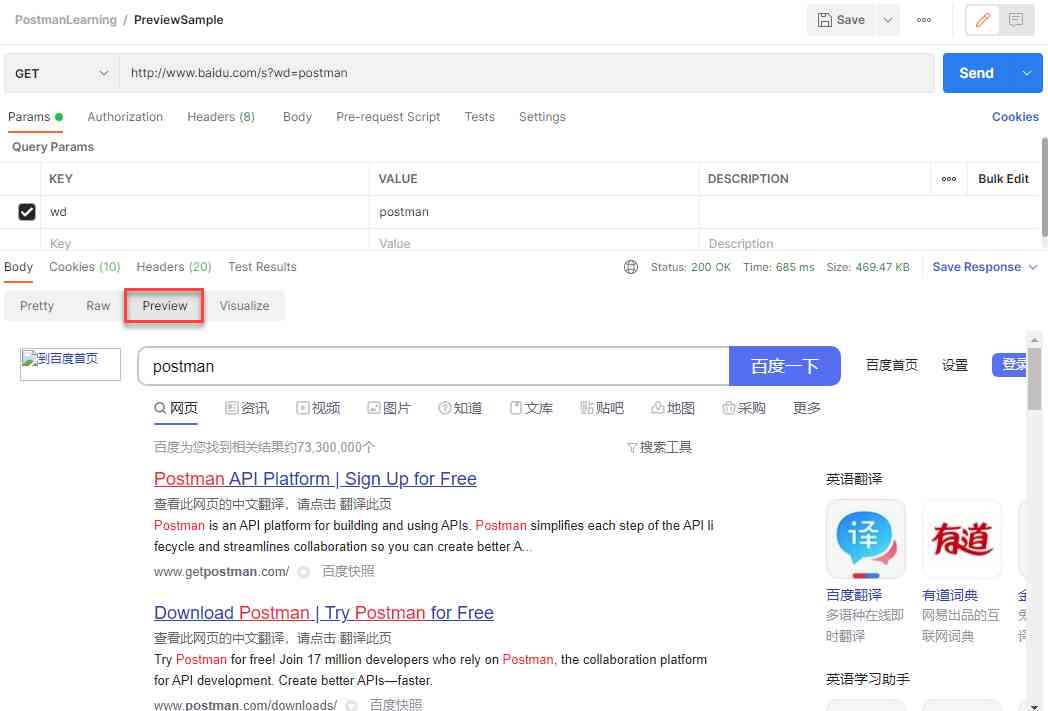 PostmanLearning / PreviewSample
Save
GET
http://www.baidu.com/s?wd=postman
Send
Params
Authorization
Headers (8)
Body
Pre-request Script
Tests
Settings
Cookies
Query Params
KEY
VALUE
DESCRIPTION
Bulk Edit
wd
postman
Key
Value
Description
Body
Cookies (10)
Headers (20)
Test Results
Status: 200 OK
Time: 685 ms
Size: 469.47 KB
Save Response
Pretty
Raw
Preview
Visualize
到百度首页
postman
百度一下
百度首页
设置
登录
网页
资讯
视频
图片
知道
文库
贴吧
地图
采购
更多
百度为您找到相关结果约73,300,000个
搜索工具
Postman API Platform | Sign Up for Free
查看此网页的中文翻译，请点击 翻译此页
Postman is an API platform for building and using APIs. Postman simplifies each step of the API li
fecycle and streamlines collaboration so you can create better A...
www.getpostman.com/
百度快照
Download Postman | Try Postman for Free
查看此网页的中文翻译，请点击 翻译此页
Try Postman for free! Join 17 million developers who rely on Postman, the collaboration platform
for API development. Create better APIs—faster.
www.postman.com/downloads/
百度快照
英语翻译
译
有道
百度翻译
有道词典
多语种在线即
时翻译
网易出品的互
联网词典
英语学习助手